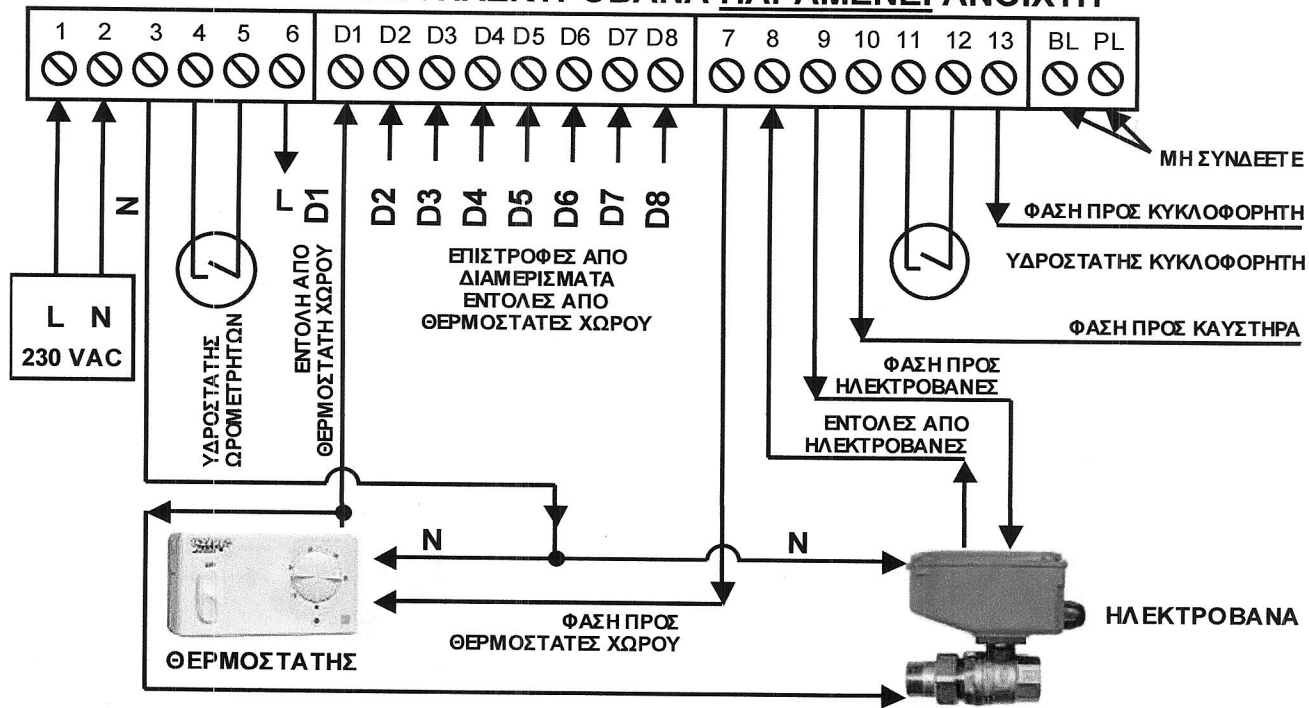 ΠΑΡΑΜΕΝΕΙ
1 2 3 4 5 6 D1 D2 D3 D4 D5 D6 D7 D8 7 8 9 10 11 12 13 BL PL
ΜΗ ΣΥΝΔΕΕΤΕ
N
L
D1
D2
D3
D4
D5
D6
D7
D8
ΦΑΣΗ ΠΡΟΣ ΚΥΚΛΟΦΟΡΗΤΗ
ΥΔΡΟΣΤΑΤΗΣ ΚΥΚΛΟΦΟΡΗΤΗ
ΦΑΣΗ ΠΡΟΣ ΚΑΥΣΤΗΡΑ
L N
230 VAC
ΥΔΡΟΣΤΑΤΗΣ
ΩΡΟΜΕΤΡΗΤΩΝ
ΕΝΤΟΛΗ ΑΠΟ
ΘΕΡΜΟΣΤΑΤΗ ΧΩΡΟΥ
ΕΠΙΣΤΡΟΦΕΣ ΑΠΟ
ΔΙΑΜΕΡΙΣΜΑΤΑ
ΕΝΤΟΛΕΣ ΑΠΟ
ΘΕΡΜΟΣΤΑΤΕΣ ΧΩΡΟΥ
ΦΑΣΗ ΠΡΟΣ
ΗΛΕΚΤΡΟΒΑΝΕΣ
ΕΝΤΟΛΕΣ ΑΠΟ
ΗΛΕΚΤΡΟΒΑΝΕΣ
N
N
ΦΑΣΗ ΠΡΟΣ
ΘΕΡΜΟΣΤΑΤΕΣ ΧΩΡΟΥ
ΘΕΡΜΟΣΤΑΤΗΣ
ΗΛΕΚΤΡΟΒΑΝΑ